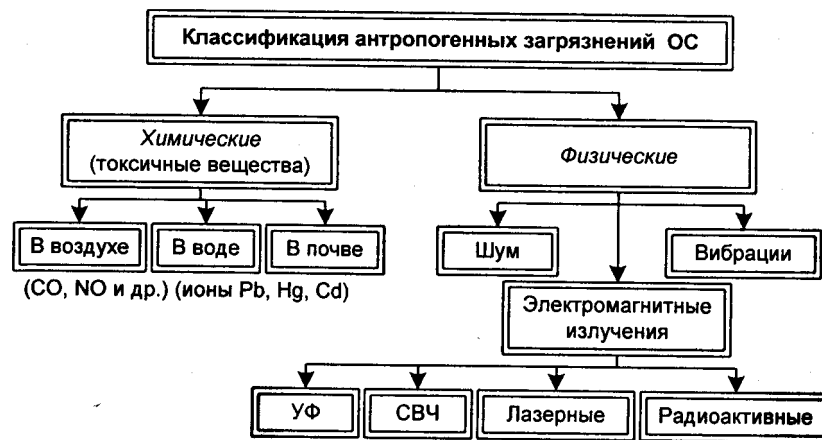 Классификация антропогенных загрязнений ОС
Химические
(токсичные вещества)
Физические
В воздухе
В воде
В почве
Шум
Вибрации
(СО, NO и др.) (ионы Pb, Hg, Cd)
Электромагнитные
излучения
УФ
СВЧ
Лазерные
Радиоактивные